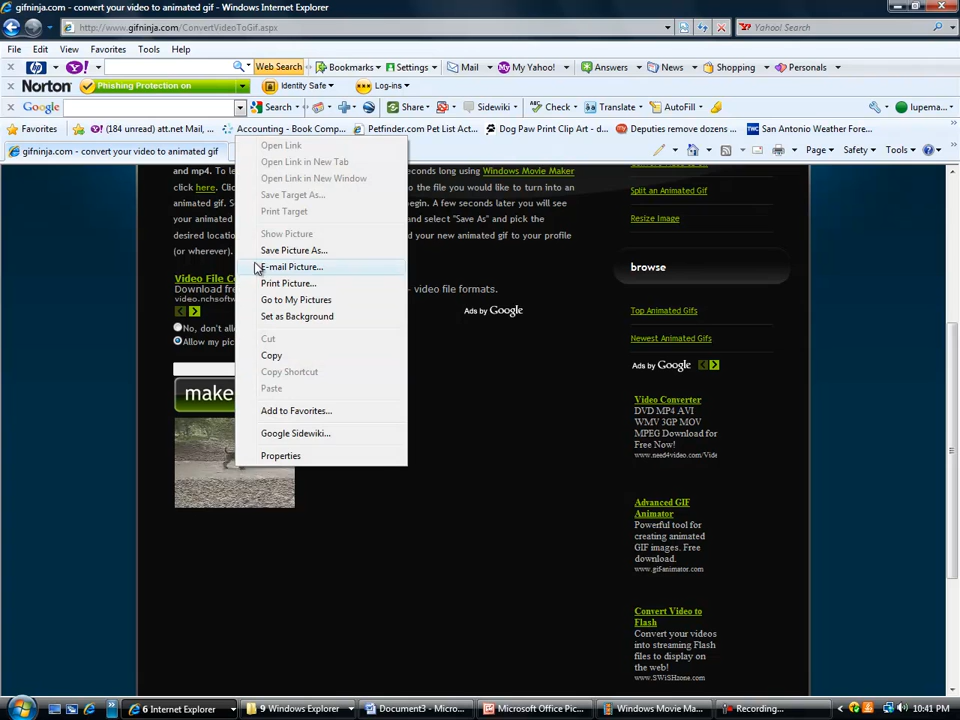 gifninja.com - convert your video to animated gif - Windows Internet Explorer
http://www.gifninja.com/ConvertVideoToGif.aspx
Yahoo! Search
File Edit View Favorites Tools Help
Web Search Bookmarks Settings Mail My Yahoo! Answers News Shopping Personals
Norton Phishing Protection on Identity Safe Log-ins
Google Search Share Sidewiki Check Translate AutoFill lupema...
Favorites Y! (184 unread) att.net Mail, ... Accounting - Book Comp... Petfinder.com Pet List Act... Dog Paw Print Clip Art - d... Deputies remove dozens ... San Antonio Weather Fore...
gifninja.com - convert your video to animated gif
Page Safety Tools
Open Link
Open Link in New Tab
Open Link in New Window
Save Target As...
Print Target
Show Picture
Save Picture As...
E-mail Picture...
Print Picture...
Go to My Pictures
Set as Background
Cut
Copy
Copy Shortcut
Paste
Add to Favorites...
Google Sidewiki...
Properties
and mp4. To le
econds long using Windows Movie Maker
click here. Clic
to the file you would like to turn into an
animated gif. S
egin. A few seconds later you will see
your animated
and select "Save As" and pick the
desired locatio
d your new animated gif to your profile
(or wherever).
Video File C
Download fre
- video file formats.
video.nchsoftw
Ads by Google
No, don't all
Allow my pic
make
Split an Animated Gif
Resize Image
browse
Top Animated Gifs
Newest Animated Gifs
Ads by Google
Video Converter
DVD MP4 AVI
WMV 3GP MOV
MPEG Download for
Free Now!
www.need4video.com/Vide
Advanced GIF
Animator
Powerful tool for
creating animated
GIF images. Free
download.
www.gif-animator.com
Convert Video to
Flash
Convert your videos
into streaming Flash
files to display on
the web!
www.SWiSHzone.com
6 Internet Explorer 9 Windows Explorer Document3 - Micros... Microsoft Office Pic... Windows Movie Ma... Recording... 10:41 PM